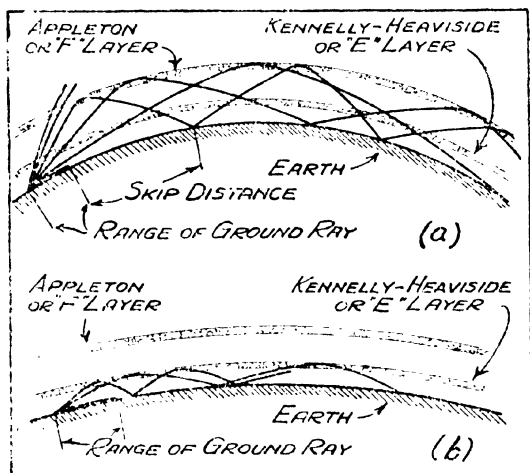 APPLETON
OR "F" LAYER
KENNELLY-HEAVISIDE
OR "E" LAYER
EARTH
SKIP DISTANCE
RANGE OF GROUND RAY
(a)
APPLETON
OR "F" LAYER
KENNELLY-HEAVISIDE
OR "E" LAYER
EARTH
RANGE OF GROUND RAY
(b)